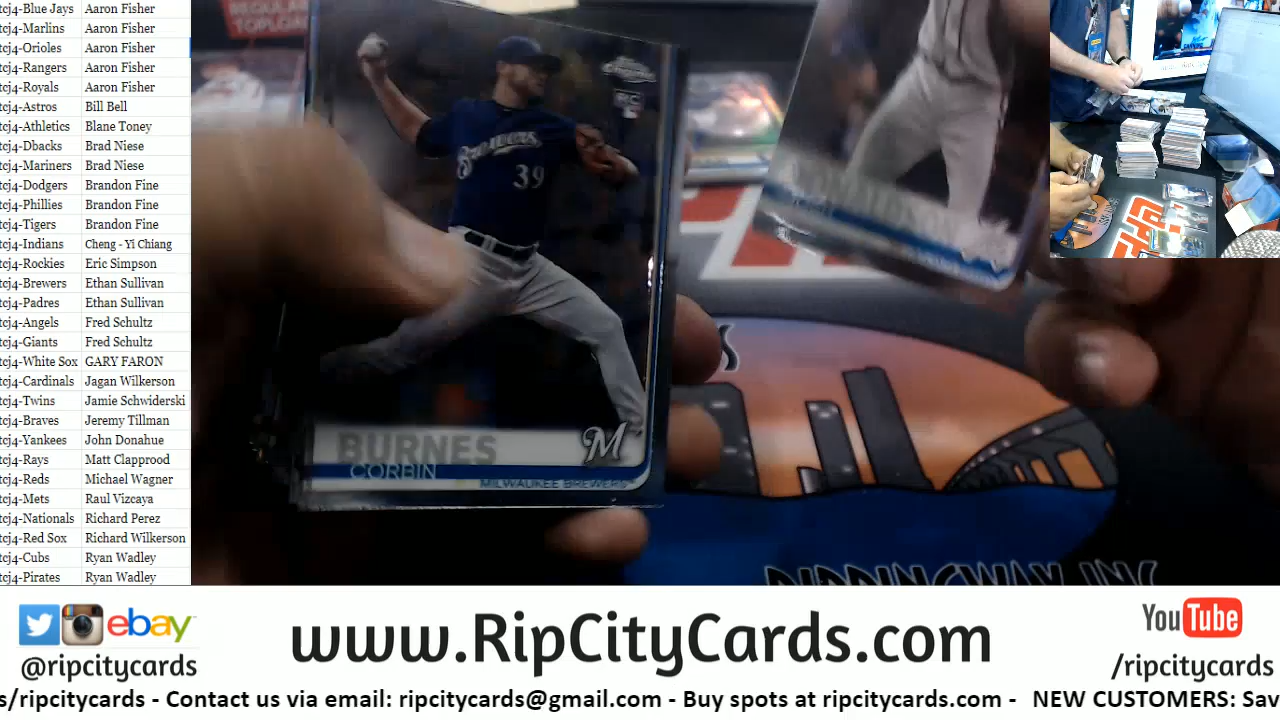 tcj4-Blue Jays Aaron Fisher
tcj4-Marlins Aaron Fisher
tcj4-Orioles Aaron Fisher
tcj4-Rangers Aaron Fisher
tcj4-Royals Aaron Fisher
tcj4-Astros Bill Bell
tcj4-Athletics Blane Toney
tcj4-Dbacks Brad Niese
tcj4-Mariners Brad Niese
tcj4-Dodgers Brandon Fine
tcj4-Phillies Brandon Fine
tcj4-Tigers Brandon Fine
tcj4-Indians Cheng - Yi Chiang
tcj4-Rockies Eric Simpson
tcj4-Brewers Ethan Sullivan
tcj4-Padres Ethan Sullivan
tcj4-Angels Fred Schultz
tcj4-Giants Fred Schultz
tcj4-White Sox GARY FARON
tcj4-Cardinals Jagan Wilkerson
tcj4-Twins Jamie Schwiderski
tcj4-Braves Jeremy Tillman
tcj4-Yankees John Donahue
tcj4-Rays Matt Clapprood
tcj4-Reds Michael Wagner
tcj4-Mets Raul Vizcaya
tcj4-Nationals Richard Perez
tcj4-Red Sox Richard Wilkerson
tcj4-Cubs Ryan Wadley
tcj4-Pirates Ryan Wadley
REGULAR
TOPLOA
RC
Brewers
39
BURNES
M
CORBIN
MILWAUKEE BREWERS
RIPPINGWAX INC
ebay
@ripcitycards
www.RipCityCards.com
YouTube
/ripcitycards
s/ripcitycards - Contact us via email: ripcitycards@gmail.com - Buy spots at ripcitycards.com - NEW CUSTOMERS: Sav